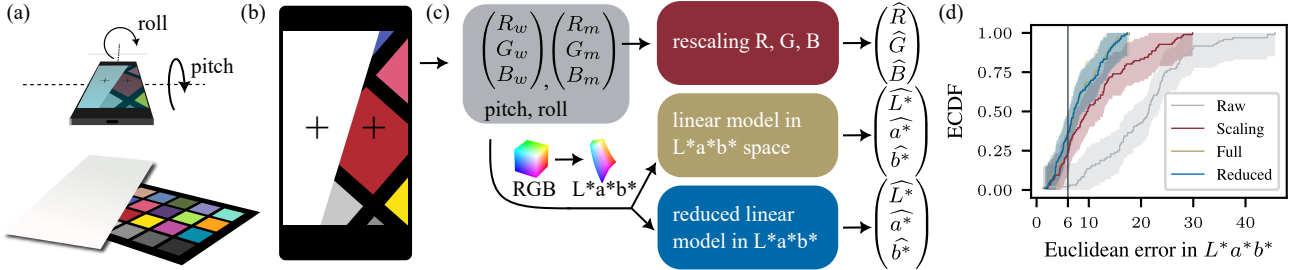 (a)
roll
pitch
(b)
(c)
R_w
G_w
B_w
,
R_m
G_m
B_m
pitch, roll
RGB
L*a*b*
rescaling R, G, B
linear model in
L*a*b* space
reduced linear
model in L*a*b*
R̂
Ĝ
B̂
L̂*
â*
b̂*
L̂*
â*
b̂*
(d)
ECDF
1.00
0.75
0.50
0.25
0.00
Raw
Scaling
Full
Reduced
1 6 10 20 30 40
Euclidean error in L*a*b*